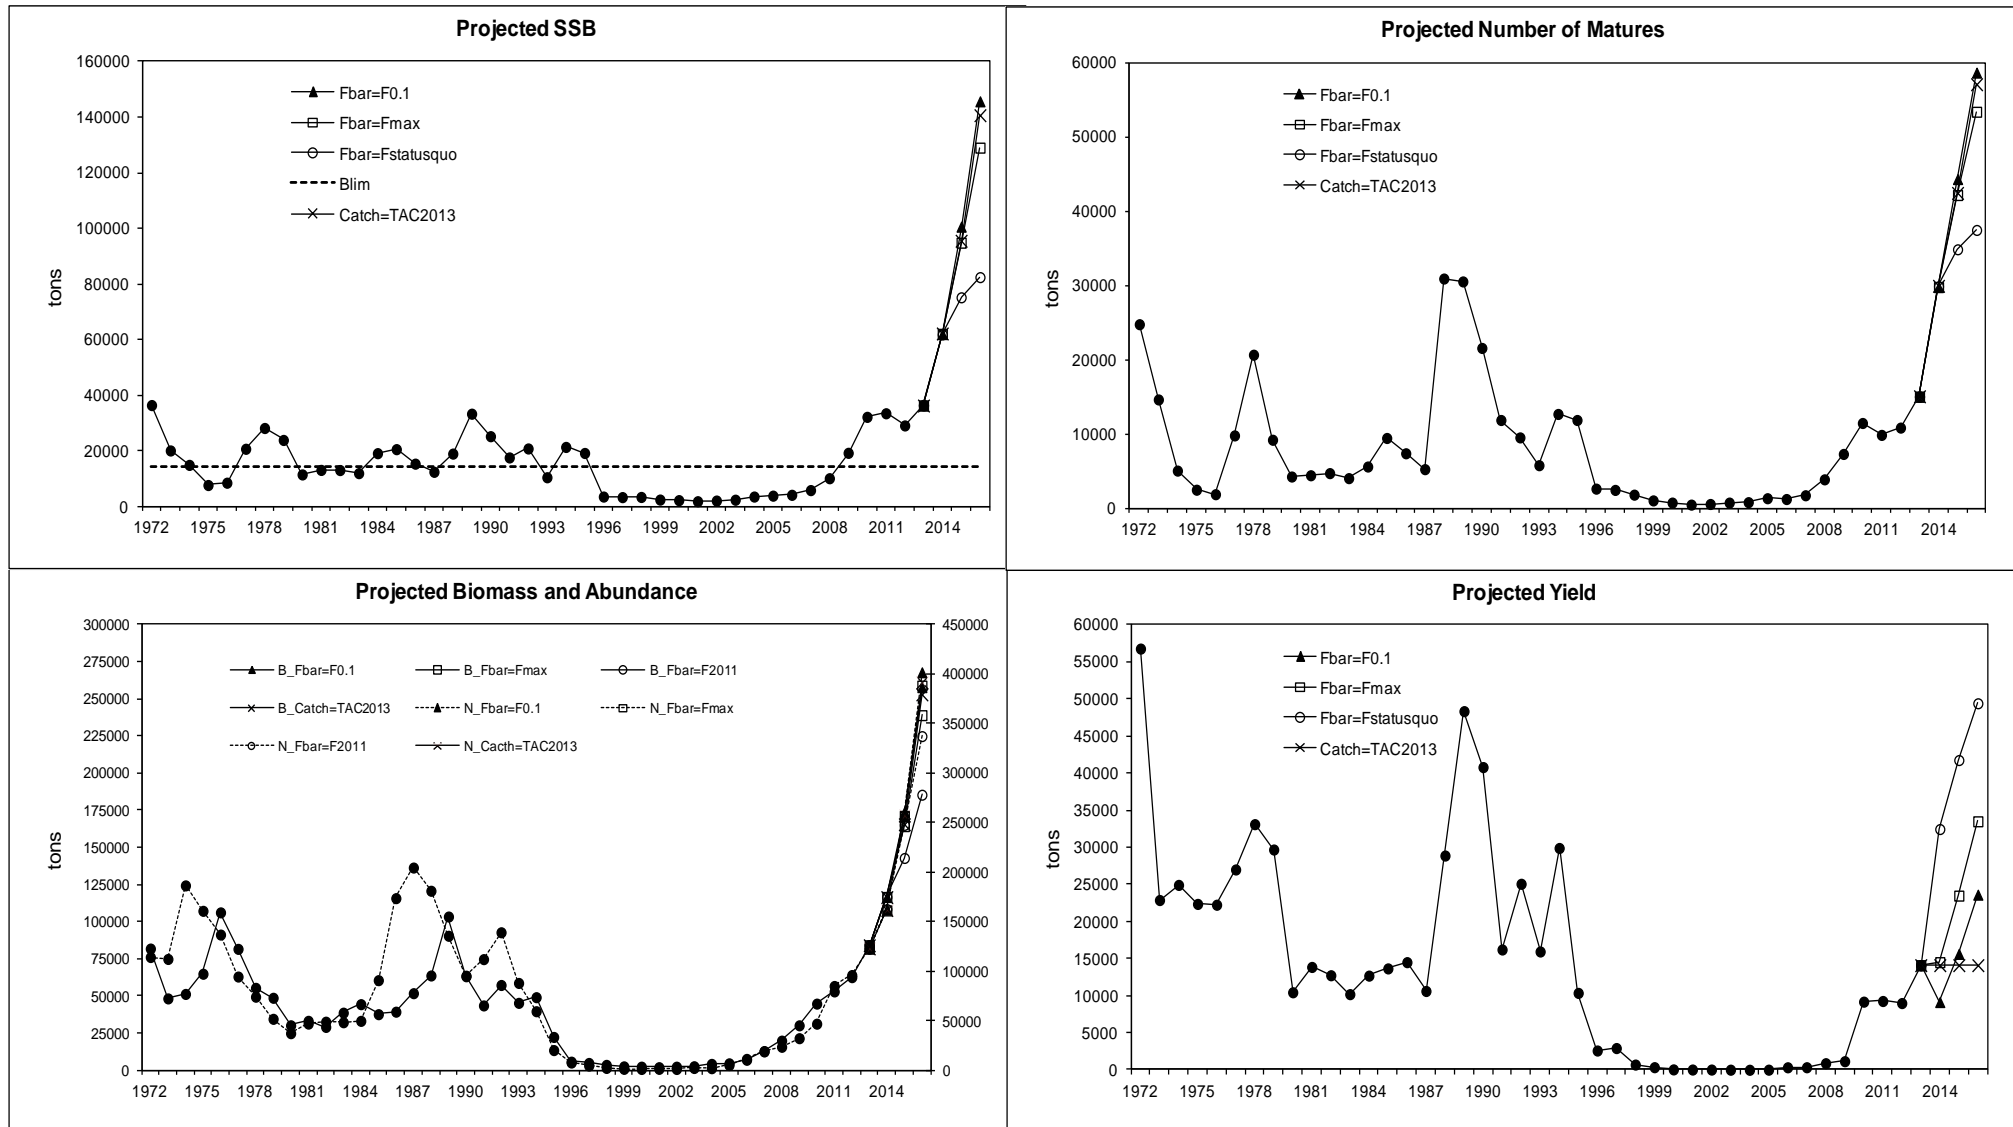 Projected SSB
160000
140000
120000
100000
80000
60000
40000
20000
0
tons
Fbar=F0.1
Fbar=Fmax
Fbar=Fstatusquo
Blim
Catch=TAC2013
1972 1975 1978 1981 1984 1987 1990 1993 1996 1999 2002 2005 2008 2011 2014
Projected Number of Matures
60000
50000
40000
30000
20000
10000
0
tons
Fbar=F0.1
Fbar=Fmax
Fbar=Fstatusquo
Catch=TAC2013
1972 1975 1978 1981 1984 1987 1990 1993 1996 1999 2002 2005 2008 2011 2014
Projected Biomass and Abundance
300000
275000
250000
225000
200000
175000
150000
125000
100000
75000
50000
25000
0
tons
B_Fbar=F0.1 B_Fbar=Fmax B_Fbar=F2011
B_Catch=TAC2013 N_Fbar=F0.1 N_Fbar=Fmax
N_Fbar=F2011 N_Cacth=TAC2013
450000
400000
350000
300000
250000
200000
150000
100000
50000
0
1972 1975 1978 1981 1984 1987 1990 1993 1996 1999 2002 2005 2008 2011 2014
Projected Yield
60000
55000
50000
45000
40000
35000
30000
25000
20000
15000
10000
5000
0
tons
Fbar=F0.1
Fbar=Fmax
Fbar=Fstatusquo
Catch=TAC2013
1972 1975 1978 1981 1984 1987 1990 1993 1996 1999 2002 2005 2008 2011 2014